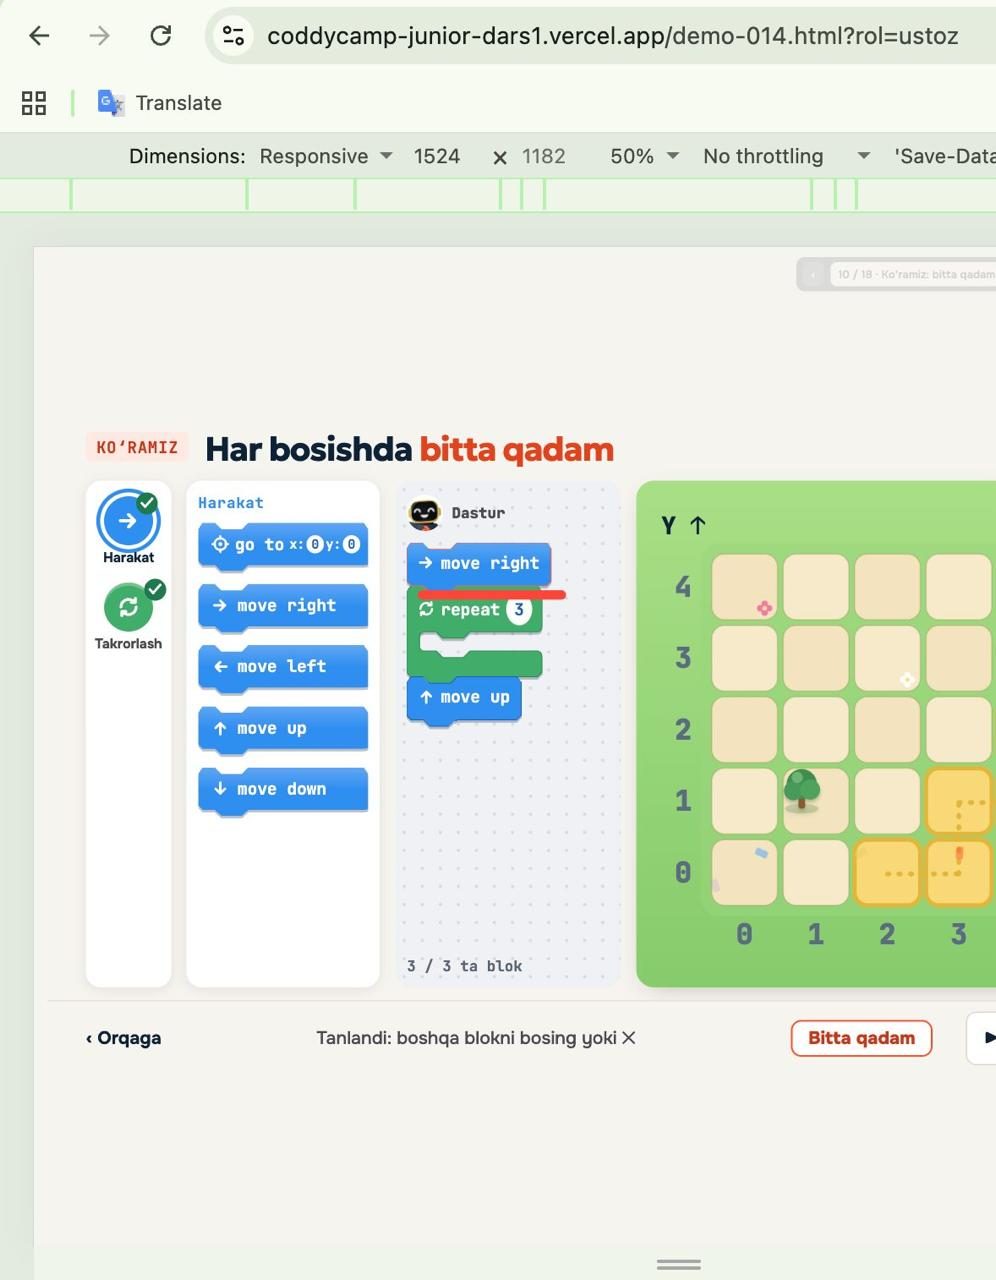 coddycamp-junior-dars1.vercel.app/demo-014.html?rol=ustoz
Translate
Dimensions: Responsive 1524 × 1182 50% No throttling 'Save-Data
10 / 18 · Ko'ramiz: bitta qadam
KO‘RAMIZ Har bosishda bitta qadam
Harakat
Takrorlash
Harakat
go to x: 0 y: 0
move right
move left
move up
move down
Dastur
move right
repeat 3
move up
3 / 3 ta blok
Y ↑
4
3
2
1
0
0 1 2 3
‹ Orqaga Tanlandi: boshqa blokni bosing yoki × Bitta qadam